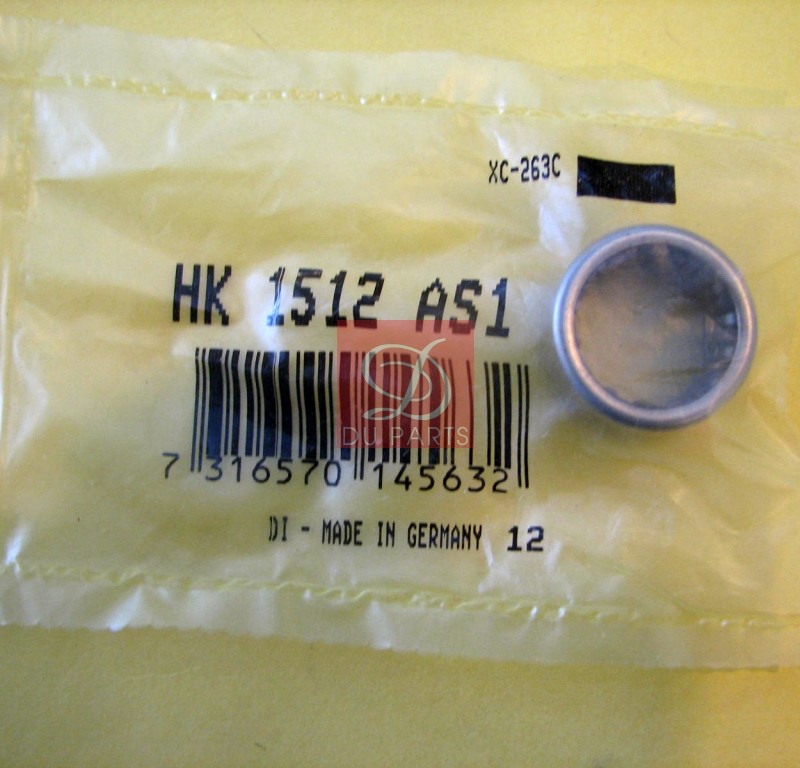 XC-263C
HK 1512 AS1
D
DU PARTS
7 316570 145632
DI - MADE IN GERMANY 12